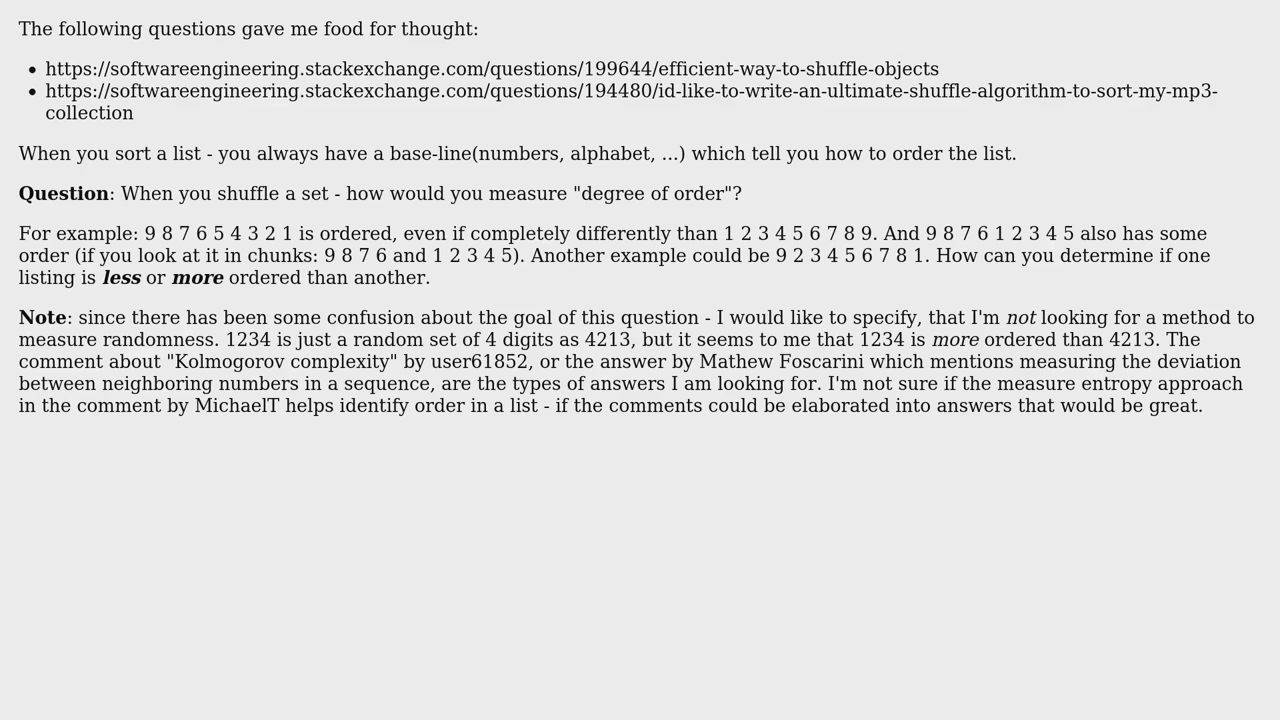 The following questions gave me food for thought:
• https://softwareengineering.stackexchange.com/questions/199644/efficient-way-to-shuffle-objects
• https://softwareengineering.stackexchange.com/questions/194480/id-like-to-write-an-ultimate-shuffle-algorithm-to-sort-my-mp3-
collection
When you sort a list - you always have a base-line(numbers, alphabet, ...) which tell you how to order the list.
Question: When you shuffle a set - how would you measure "degree of order"?
For example: 9 8 7 6 5 4 3 2 1 is ordered, even if completely differently than 1 2 3 4 5 6 7 8 9. And 9 8 7 6 1 2 3 4 5 also has some
order (if you look at it in chunks: 9 8 7 6 and 1 2 3 4 5). Another example could be 9 2 3 4 5 6 7 8 1. How can you determine if one
listing is less or more ordered than another.
Note: since there has been some confusion about the goal of this question - I would like to specify, that I'm not looking for a method to
measure randomness. 1234 is just a random set of 4 digits as 4213, but it seems to me that 1234 is more ordered than 4213. The
comment about "Kolmogorov complexity" by user61852, or the answer by Mathew Foscarini which mentions measuring the deviation
between neighboring numbers in a sequence, are the types of answers I am looking for. I'm not sure if the measure entropy approach
in the comment by MichaelT helps identify order in a list - if the comments could be elaborated into answers that would be great.